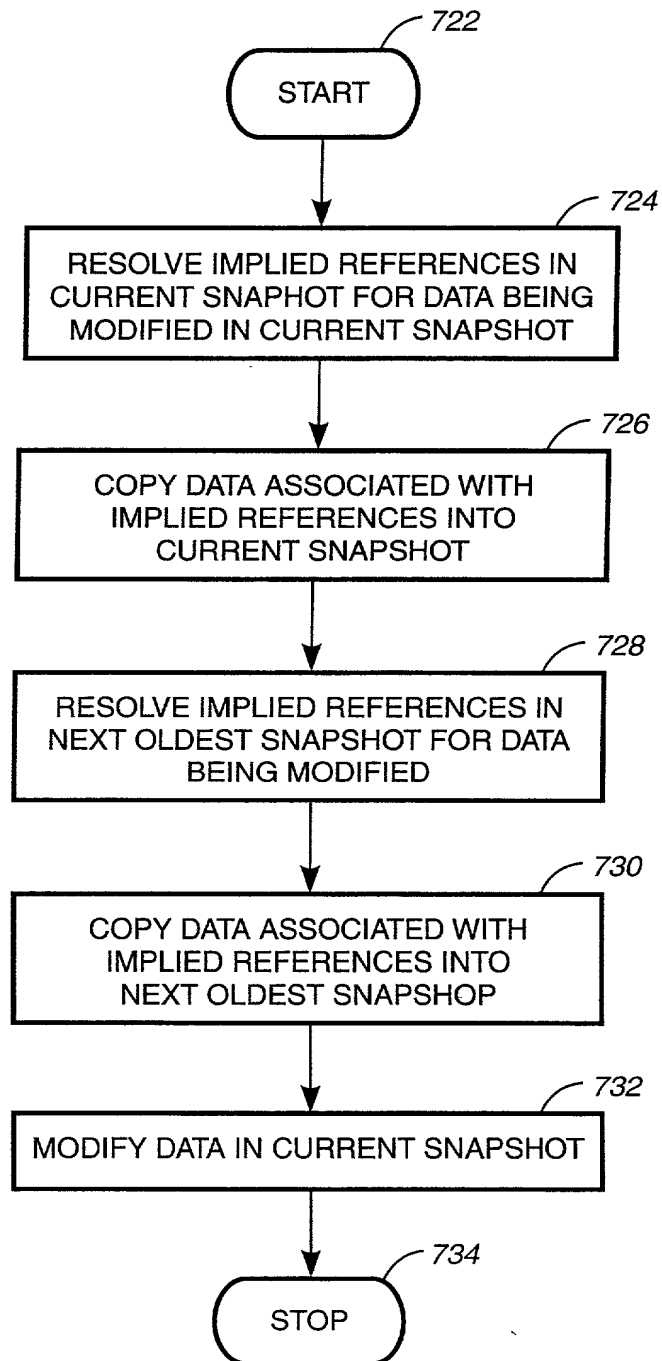 722
START
724
RESOLVE IMPLIED REFERENCES IN
CURRENT SNAPHOT FOR DATA BEING
MODIFIED IN CURRENT SNAPSHOT
726
COPY DATA ASSOCIATED WITH
IMPLIED REFERENCES INTO
CURRENT SNAPSHOT
728
RESOLVE IMPLIED REFERENCES IN
NEXT OLDEST SNAPSHOT FOR DATA
BEING MODIFIED
730
COPY DATA ASSOCIATED WITH
IMPLIED REFERENCES INTO
NEXT OLDEST SNAPSHOP
732
MODIFY DATA IN CURRENT SNAPSHOT
734
STOP